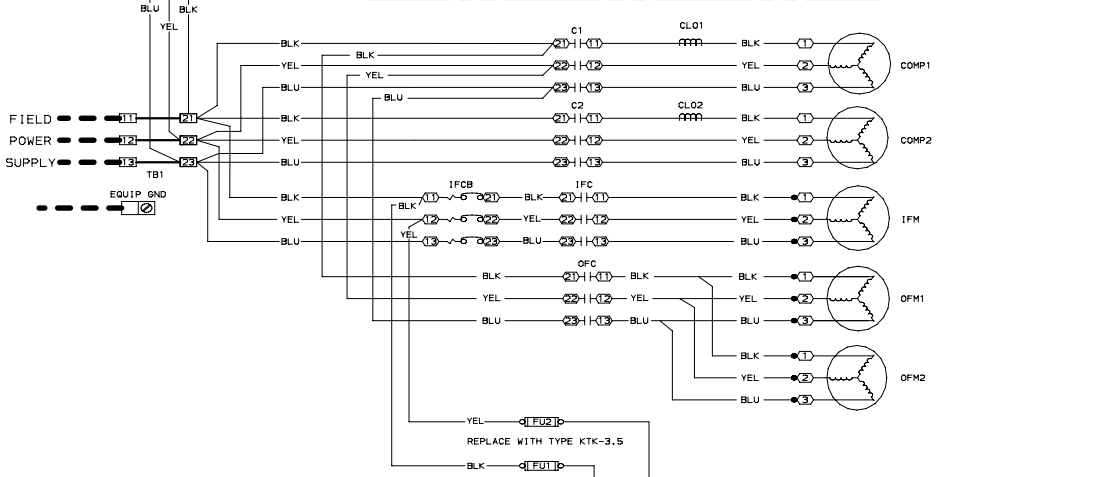 BLU BLK
YEL
C1 CLO1
BLK 21 11 BLK 1
BLK
YEL 22 12 YEL 2 COMP1
YEL
BLU 23 13 BLU 3
BLU
C2 CLO2
FIELD 11 21 BLK 21 11 BLK 1
POWER 12 22 YEL 22 12 YEL 2 COMP2
SUPPLY 13 23 BLU 23 13 BLU 3
TB1
IFCB IFC
EQUIP GND BLK 11 21 BLK 21 11 BLK 1
BLK
YEL 12 22 YEL 22 12 YEL 2 IFM
YEL
BLU 13 23 BLU 23 13 BLU 3
OFC
BLK 21 11 BLK BLK 1
YEL 22 12 YEL YEL 2 OFM1
BLU 23 13 BLU BLU 3
BLK 1
YEL 2 OFM2
BLU 3
YEL FU2
REPLACE WITH TYPE KTK-3.5
BLK FU1